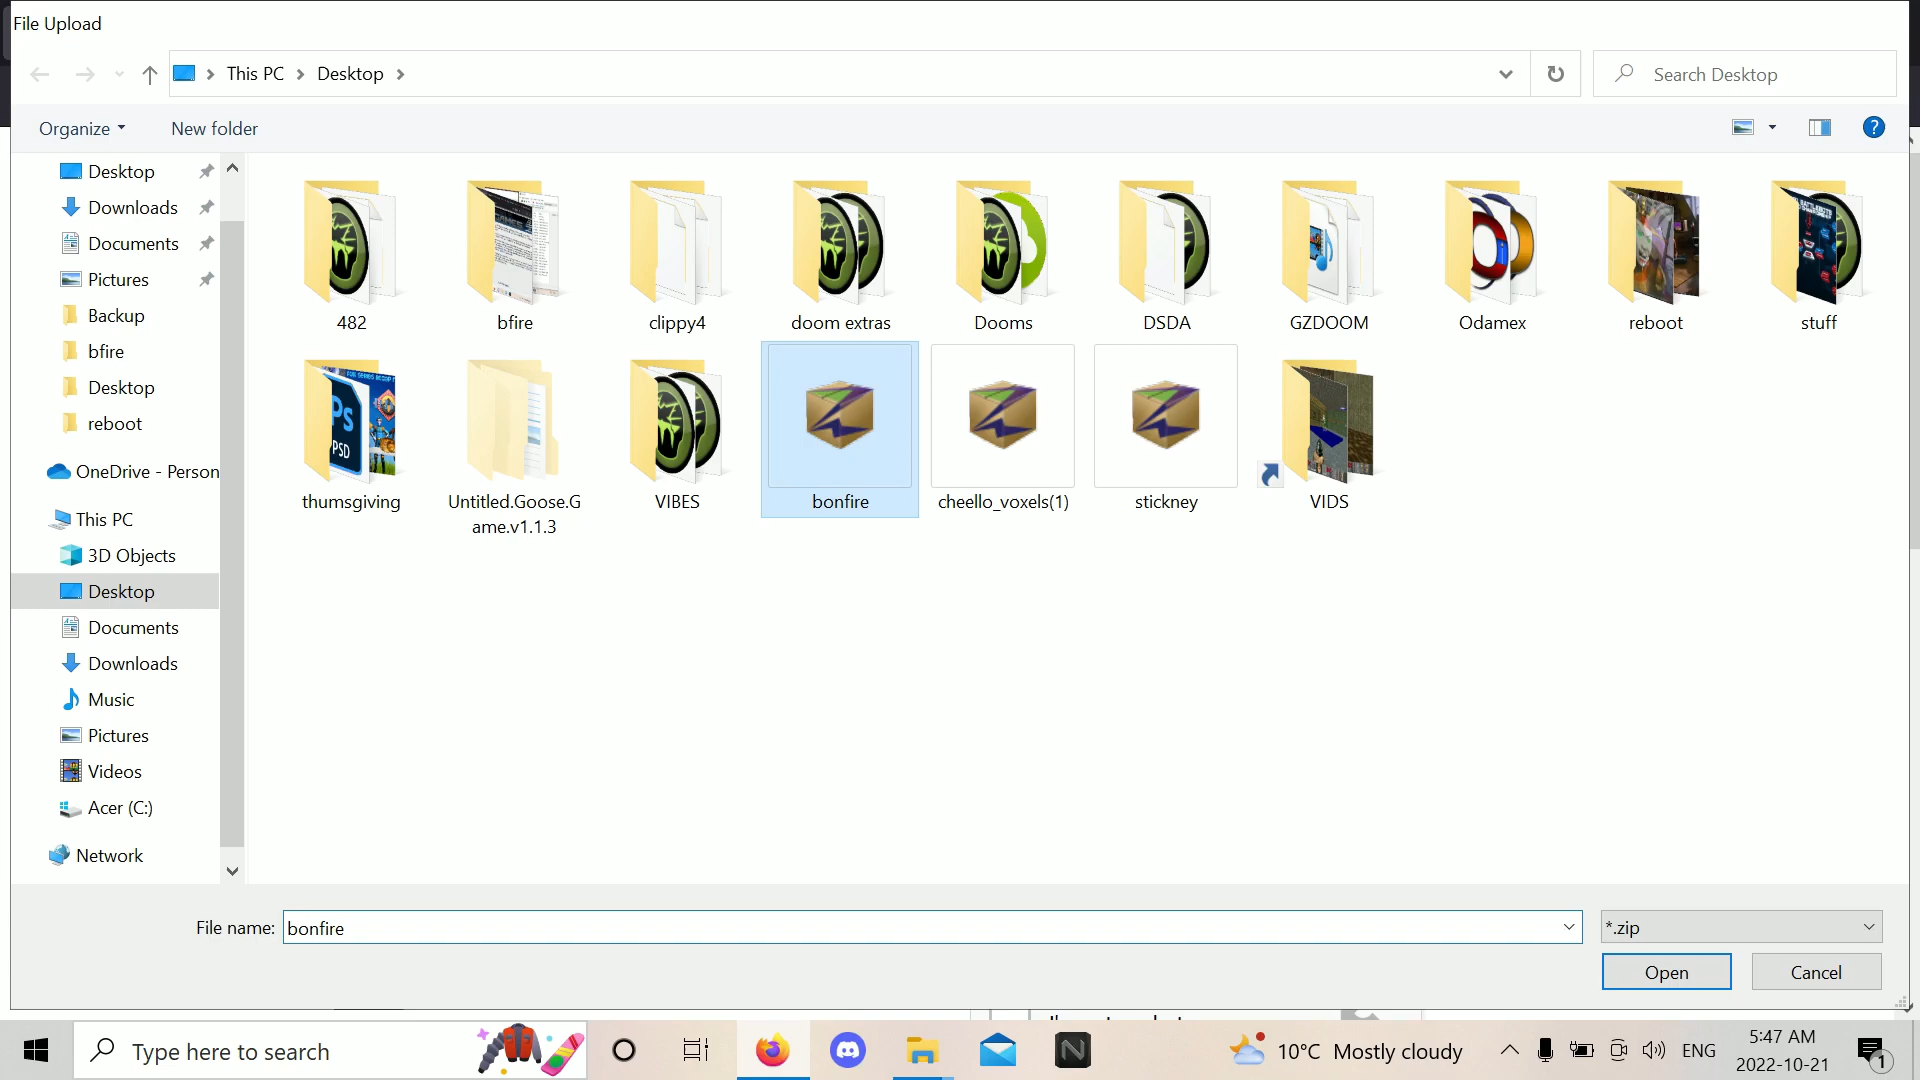 File Upload
This PC
Desktop
Search Desktop
Organize
New folder
?
Desktop
Downloads
Documents
Pictures
Backup
bfire
Desktop
reboot
OneDrive - Person
This PC
3D Objects
Desktop
Documents
Downloads
Music
Pictures
Videos
Acer (C:)
Network
482
bfire
clippy4
doom extras
Dooms
DSDA
GZDOOM
Odamex
reboot
stuff
PS
PSD
thumsgiving
Untitled.Goose.G
ame.v1.1.3
VIBES
bonfire
cheello_voxels(1)
stickney
VIDS
File name:
bonfire
*.zip
Open
Cancel
Type here to search
N
10°C Mostly cloudy
ENG
5:47 AM
2022-10-21
1